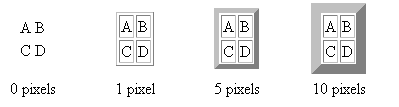 A B A B A B A B
C D C D C D C D
0 pixels 1 pixel 5 pixels 10 pixels